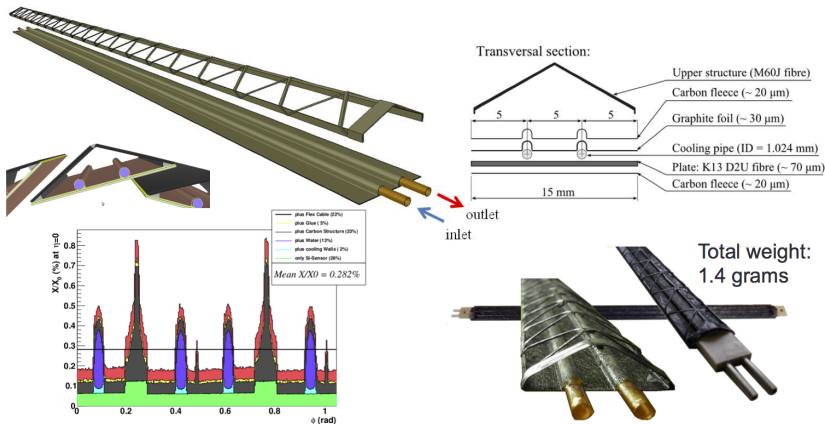 Transversal section:
Upper structure (M60J fibre)
Carbon fleece (~ 20 μm)
5 5 5
Graphite foil (~ 30 μm)
Cooling pipe (ID = 1.024 mm)
Plate: K13 D2U fibre (~ 70 μm)
Carbon fleece (~ 20 μm)
15 mm
outlet
inlet
plus Flex Cable (22%)
plus Glue ( 5%)
plus Carbon Structure (33%)
plus Water (13%)
plus cooling Walls ( 2%)
only Si-Sensor (26%)
Mean X/X0 = 0.282%
X/X₀ (%) at η=0
0.8
0.7
0.6
0.5
0.4
0.3
0.2
0.1
0
0 0.2 0.4 0.6 0.8 1
ϕ (rad)
Total weight:
1.4 grams